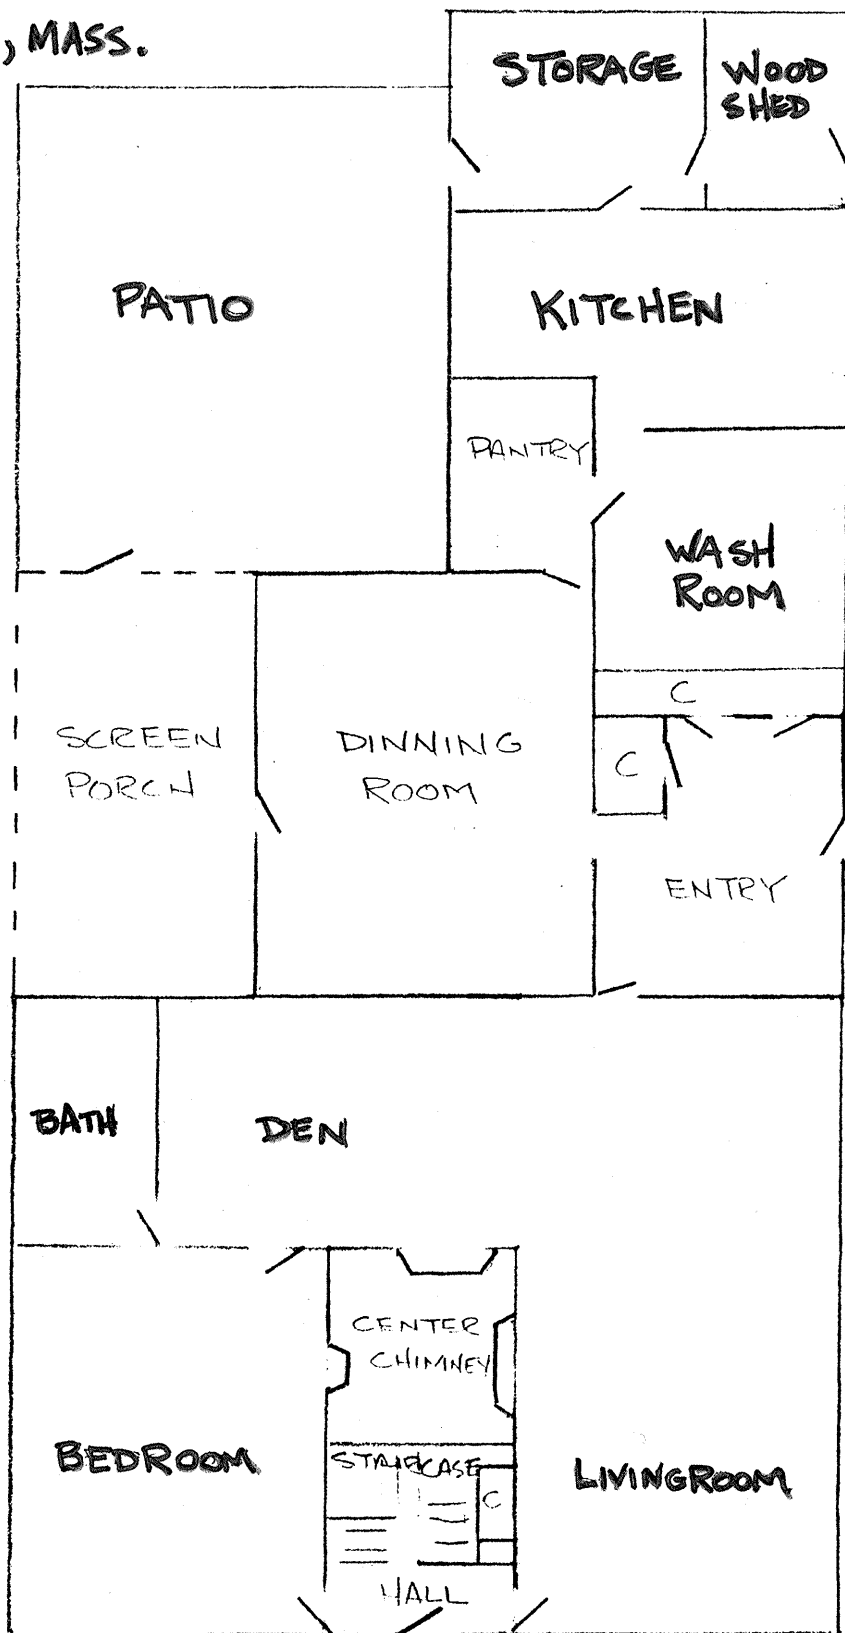 , MASS.
STORAGE
WOOD
SHED
PATIO
KITCHEN
PANTRY
WASH
ROOM
C
SCREEN
PORCH
DINNING
ROOM
C
ENTRY
BATH
DEN
CENTER
CHIMNEY
BEDROOM
STAIRCASE
LIVINGROOM
C
HALL